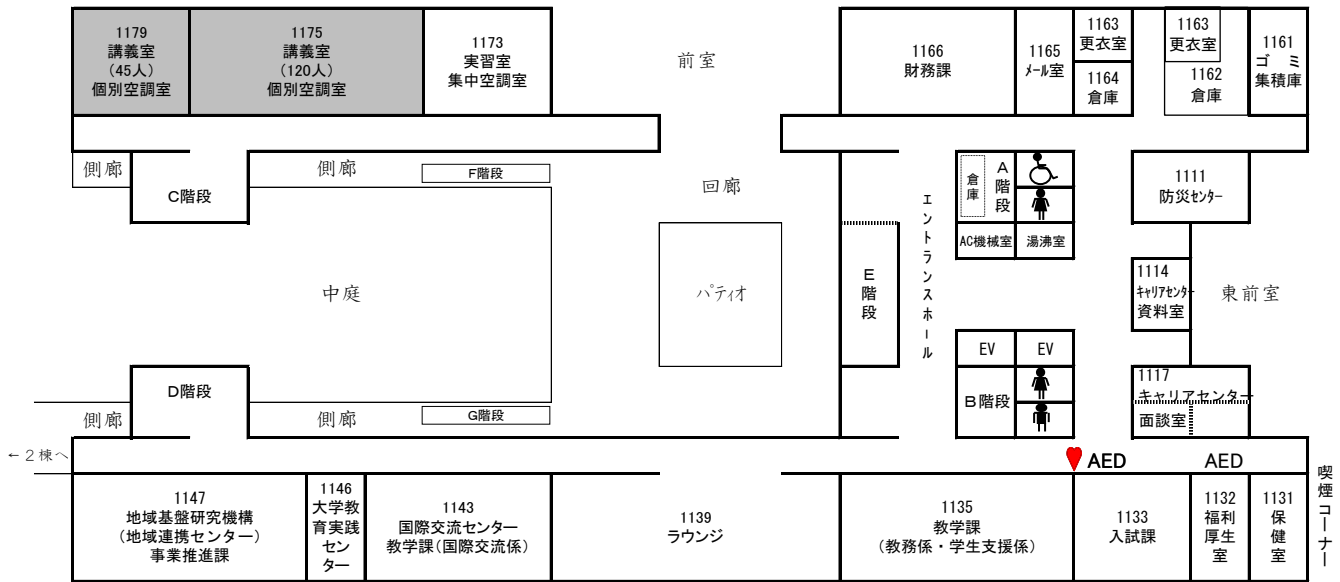 1179
講義室
(45人)
個別空調室
1175
講義室
(120人)
個別空調室
1173
実習室
集中空調室
前室
1166
財務課
1165
メール室
1163
更衣室
1164
倉庫
1163
更衣室
1162
倉庫
1161
ゴ ミ
集積庫
側廊
C階段
側廊
F階段
回廊
エントランスホール
倉庫
A階段
AC機械室
湯沸室
1111
防災センター
中庭
パティオ
E階段
1114
キャリアセンター
資料室
東前室
EV
EV
側廊
D階段
側廊
G階段
B階段
1117
キャリアセンター
面談室
←2棟へ
AED
AED
喫煙コーナー
1147
地域基盤研究機構
(地域連携センター)
事業推進課
1146
大学教
育実践
セン
ター
1143
国際交流センター
教学課(国際交流係)
1139
ラウンジ
1135
教学課
(教務係・学生支援係)
1133
入試課
1132
福利
厚生
室
1131
保
健
室